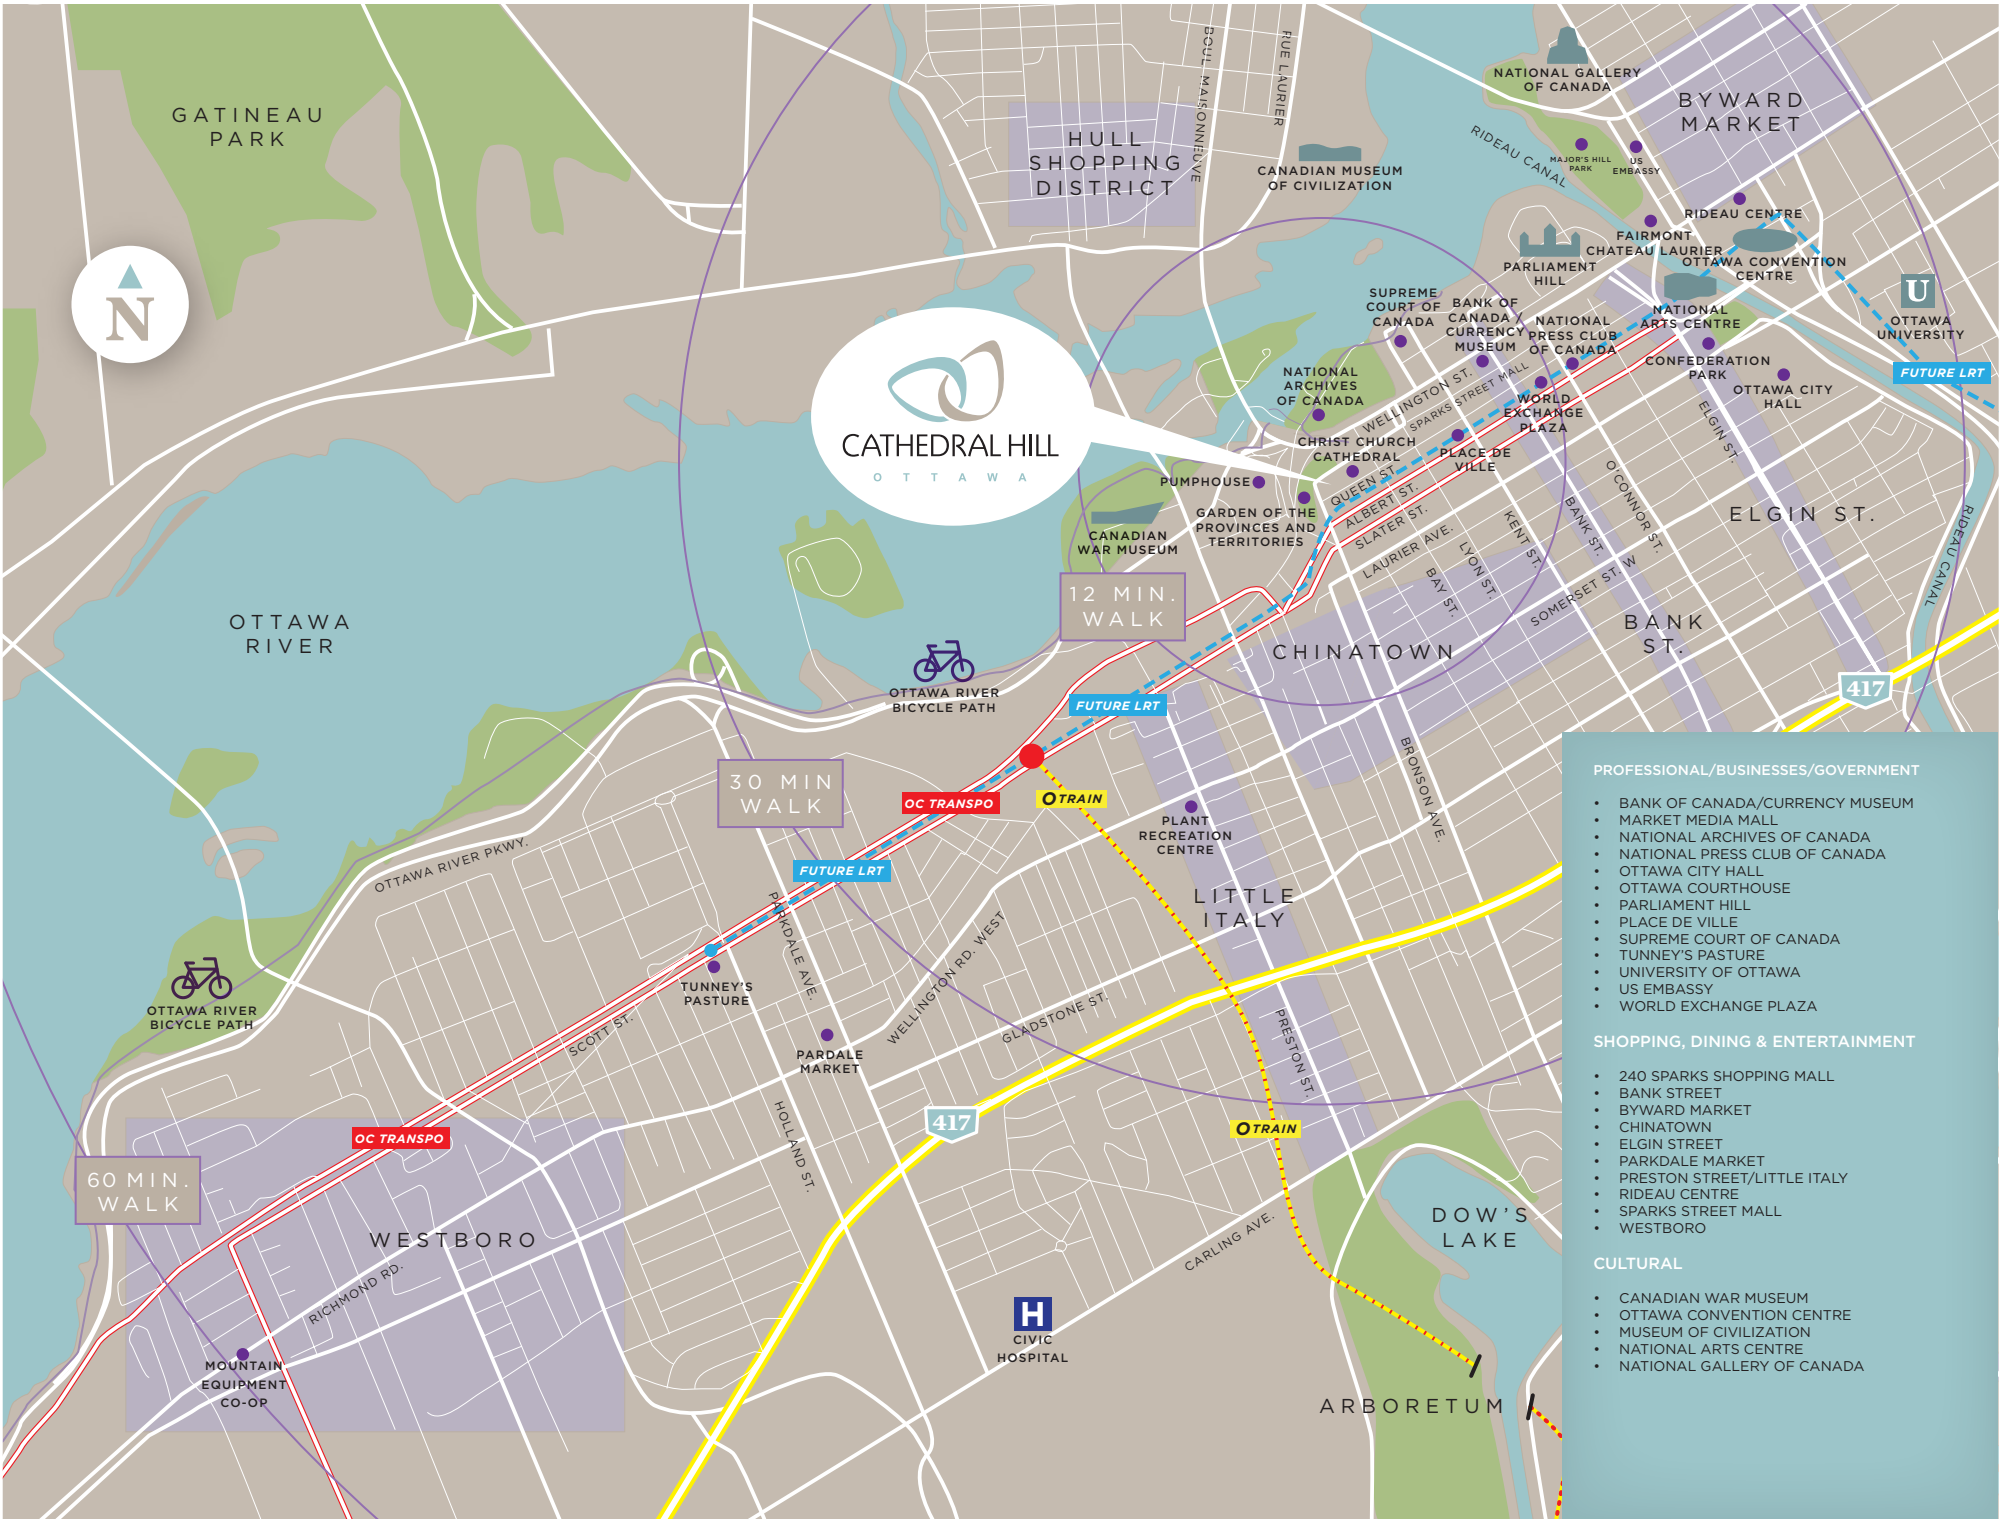 GATINEAU
PARK
N
OTTAWA
RIVER
HULL
SHOPPING
DISTRICT
BOUL. MAISONNEUVE
RUE LAURIER
CANADIAN MUSEUM
OF CIVILIZATION
NATIONAL GALLERY
OF CANADA
BYWARD
MARKET
RIDEAU CANAL
MAJOR'S HILL
PARK
US
EMBASSY
RIDEAU CENTRE
FAIRMONT
CHATEAU LAURIER
OTTAWA CONVENTION
CENTRE
PARLIAMENT
HILL
U
OTTAWA
UNIVERSITY
FUTURE LRT
SUPREME
COURT OF
CANADA
BANK OF
CANADA /
CURRENCY
MUSEUM
NATIONAL
PRESS CLUB
OF CANADA
NATIONAL
ARTS CENTRE
CONFEDERATION
PARK
OTTAWA CITY
HALL
NATIONAL
ARCHIVES
OF CANADA
WELLINGTON ST.
SPARKS STREET MALL
WORLD
EXCHANGE
PLAZA
ELGIN ST.
CATHEDRAL HILL
OTTAWA
CHRIST CHURCH
CATHEDRAL
PLACE DE
VILLE
PUMPHOUSE
GARDEN OF THE
PROVINCES AND
TERRITORIES
CANADIAN
WAR MUSEUM
QUEEN ST.
ALBERT ST.
SLATER ST.
LAURIER AVE.
BAY ST.
LYON ST.
KENT ST.
BANK ST.
O'CONNOR ST.
SOMERSET ST. W
ELGIN ST.
RIDEAU CANAL
BANK
ST.
417
12 MIN.
WALK
CHINATOWN
OTTAWA RIVER
BICYCLE PATH
FUTURE LRT
30 MIN
WALK
OC TRANSPO
O TRAIN
BRONSON AVE.
PLANT
RECREATION
CENTRE
OTTAWA RIVER PKWY.
FUTURE LRT
PARKDALE AVE.
LITTLE
ITALY
WELLINGTON RD. WEST
OTTAWA RIVER
BICYCLE PATH
TUNNEY'S
PASTURE
SCOTT ST.
GLADSTONE ST.
PARDALE
MARKET
PRESTON ST.
417
O TRAIN
OC TRANSPO
HOLLAND ST.
60 MIN.
WALK
WESTBORO
RICHMOND RD.
CARLING AVE.
DOW'S
LAKE
H
CIVIC
HOSPITAL
MOUNTAIN
EQUIPMENT
CO-OP
ARBORETUM
PROFESSIONAL/BUSINESSES/GOVERNMENT
• BANK OF CANADA/CURRENCY MUSEUM
• MARKET MEDIA MALL
• NATIONAL ARCHIVES OF CANADA
• NATIONAL PRESS CLUB OF CANADA
• OTTAWA CITY HALL
• OTTAWA COURTHOUSE
• PARLIAMENT HILL
• PLACE DE VILLE
• SUPREME COURT OF CANADA
• TUNNEY'S PASTURE
• UNIVERSITY OF OTTAWA
• US EMBASSY
• WORLD EXCHANGE PLAZA
SHOPPING, DINING & ENTERTAINMENT
• 240 SPARKS SHOPPING MALL
• BANK STREET
• BYWARD MARKET
• CHINATOWN
• ELGIN STREET
• PARKDALE MARKET
• PRESTON STREET/LITTLE ITALY
• RIDEAU CENTRE
• SPARKS STREET MALL
• WESTBORO
CULTURAL
• CANADIAN WAR MUSEUM
• OTTAWA CONVENTION CENTRE
• MUSEUM OF CIVILIZATION
• NATIONAL ARTS CENTRE
• NATIONAL GALLERY OF CANADA